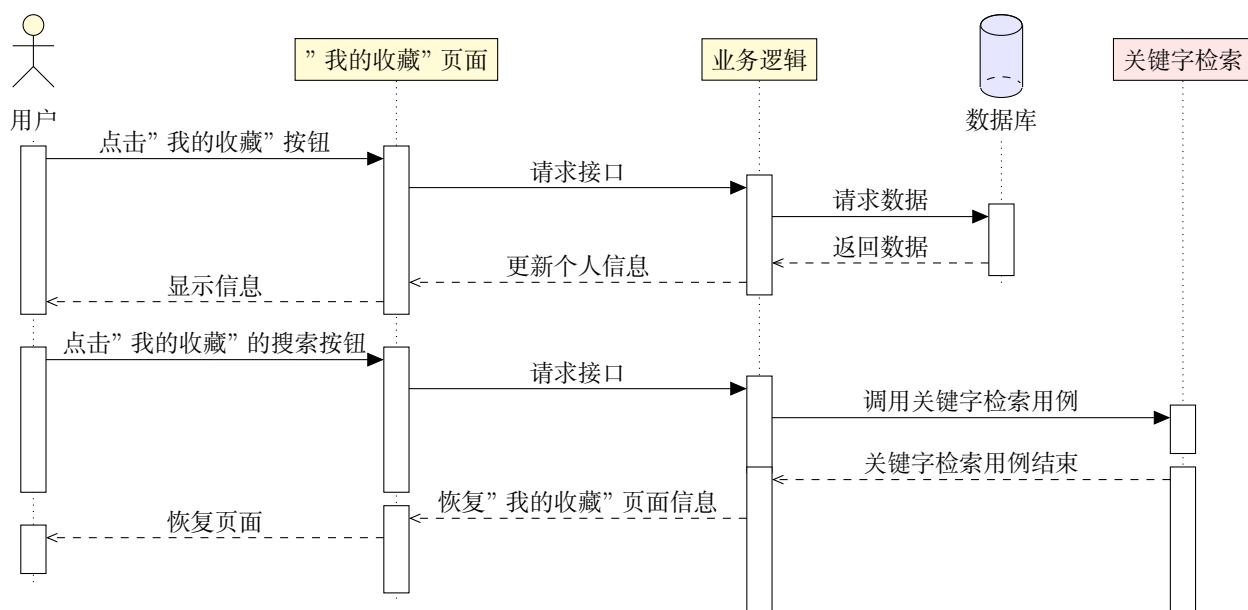 ”我的收藏”页面
业务逻辑
关键字检索
用户
数据库
点击”我的收藏”按钮
请求接口
请求数据
返回数据
更新个人信息
显示信息
点击”我的收藏”的搜索按钮
请求接口
调用关键字检索用例
关键字检索用例结束
恢复”我的收藏”页面信息
恢复页面